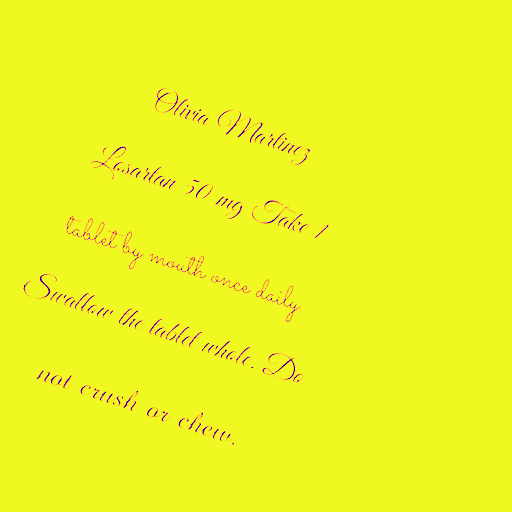 Olivia Martinez
Losartan 50 mg Take 1
tablet by mouth once daily.
Swallow the tablet whole. Do
not crush or chew.